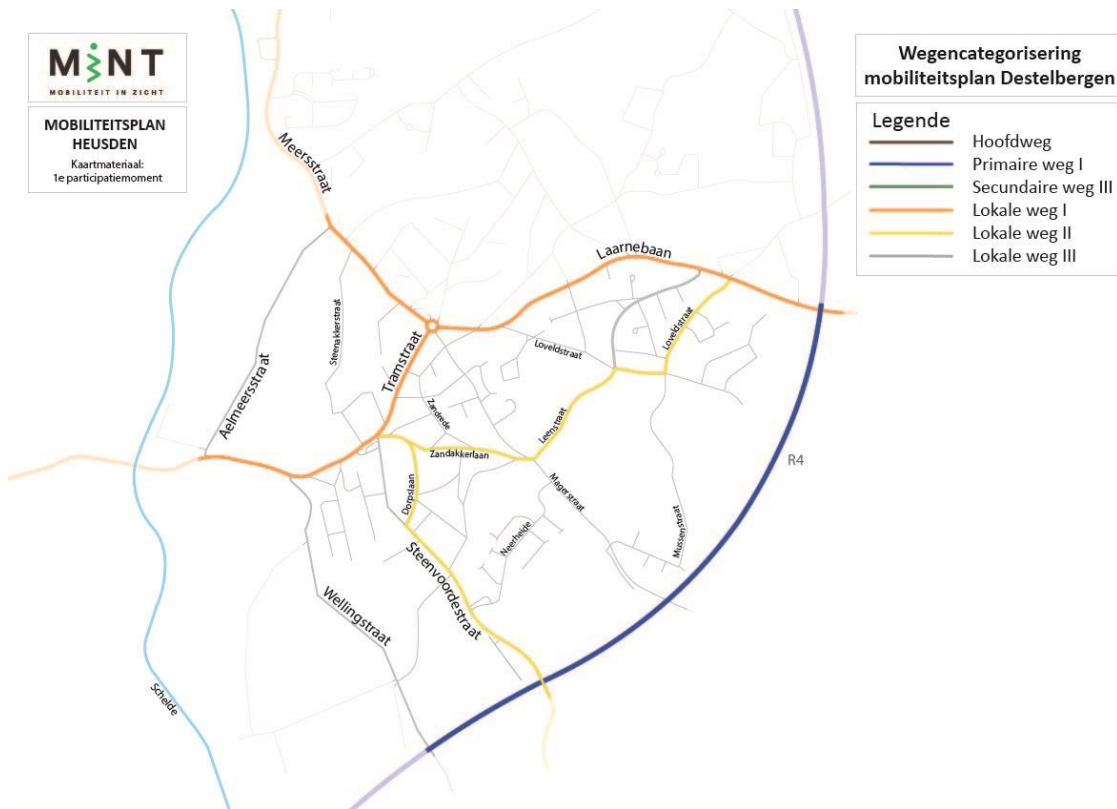 MINT
MOBILITEIT IN ZICHT
MOBILITEITSPLAN
HEUSDEN
Kaartmateriaal:
1e participatiemoment
Wegencategorisering
mobiliteitsplan Destelbergen
Legende
Hoofdweg
Primaire weg I
Secundaire weg III
Lokale weg I
Lokale weg II
Lokale weg III
Meersstraat
Laarnebaan
Steenakkerstraat
Tramstraat
Loveldstraat
Loveldstraat
Aelmeersstraat
Zandrede
Leenstraat
Zandakkerlaan
R4
Dorpslaan
Magerstraat
Mussenstraat
Neerheide
Steenvoordestraat
Wellingstraat
Schelde